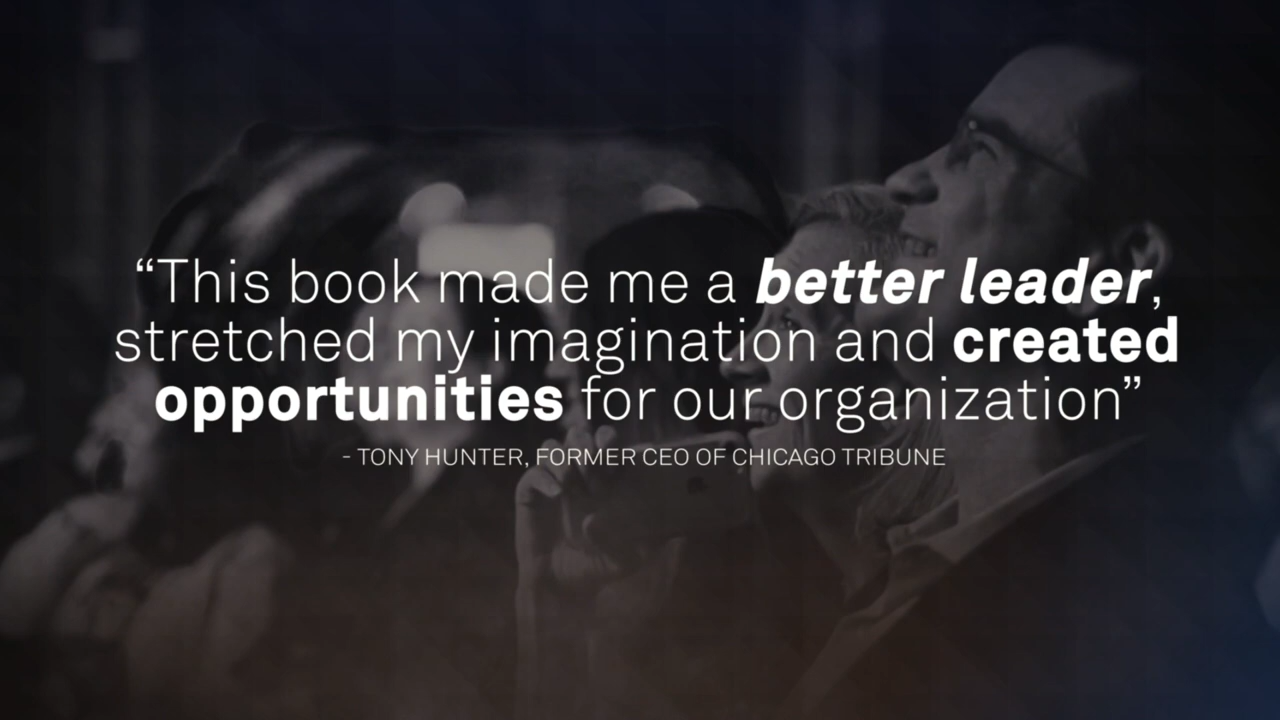 “This book made me a better leader,
stretched my imagination and created
opportunities for our organization”
- TONY HUNTER, FORMER CEO OF CHICAGO TRIBUNE